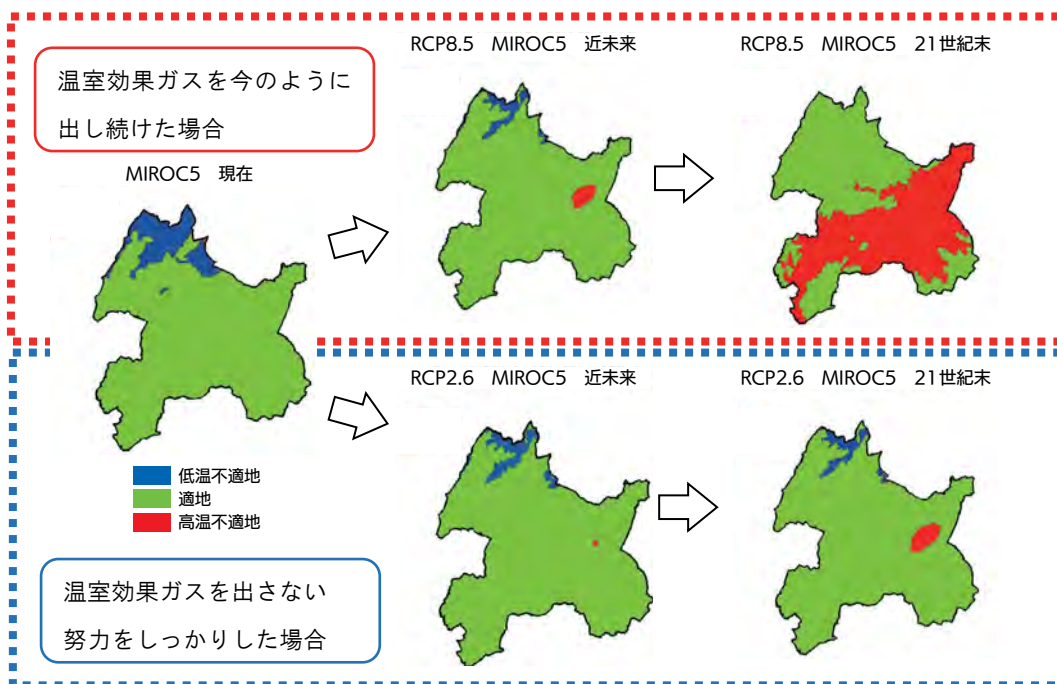 温室効果ガスを今のように
出し続けた場合
MIROC5 現在
RCP8.5 MIROC5 近未来
RCP8.5 MIROC5 21世紀末
RCP2.6 MIROC5 近未来
RCP2.6 MIROC5 21世紀末
低温不適地
適地
高温不適地
温室効果ガスを出さない
努力をしっかりした場合